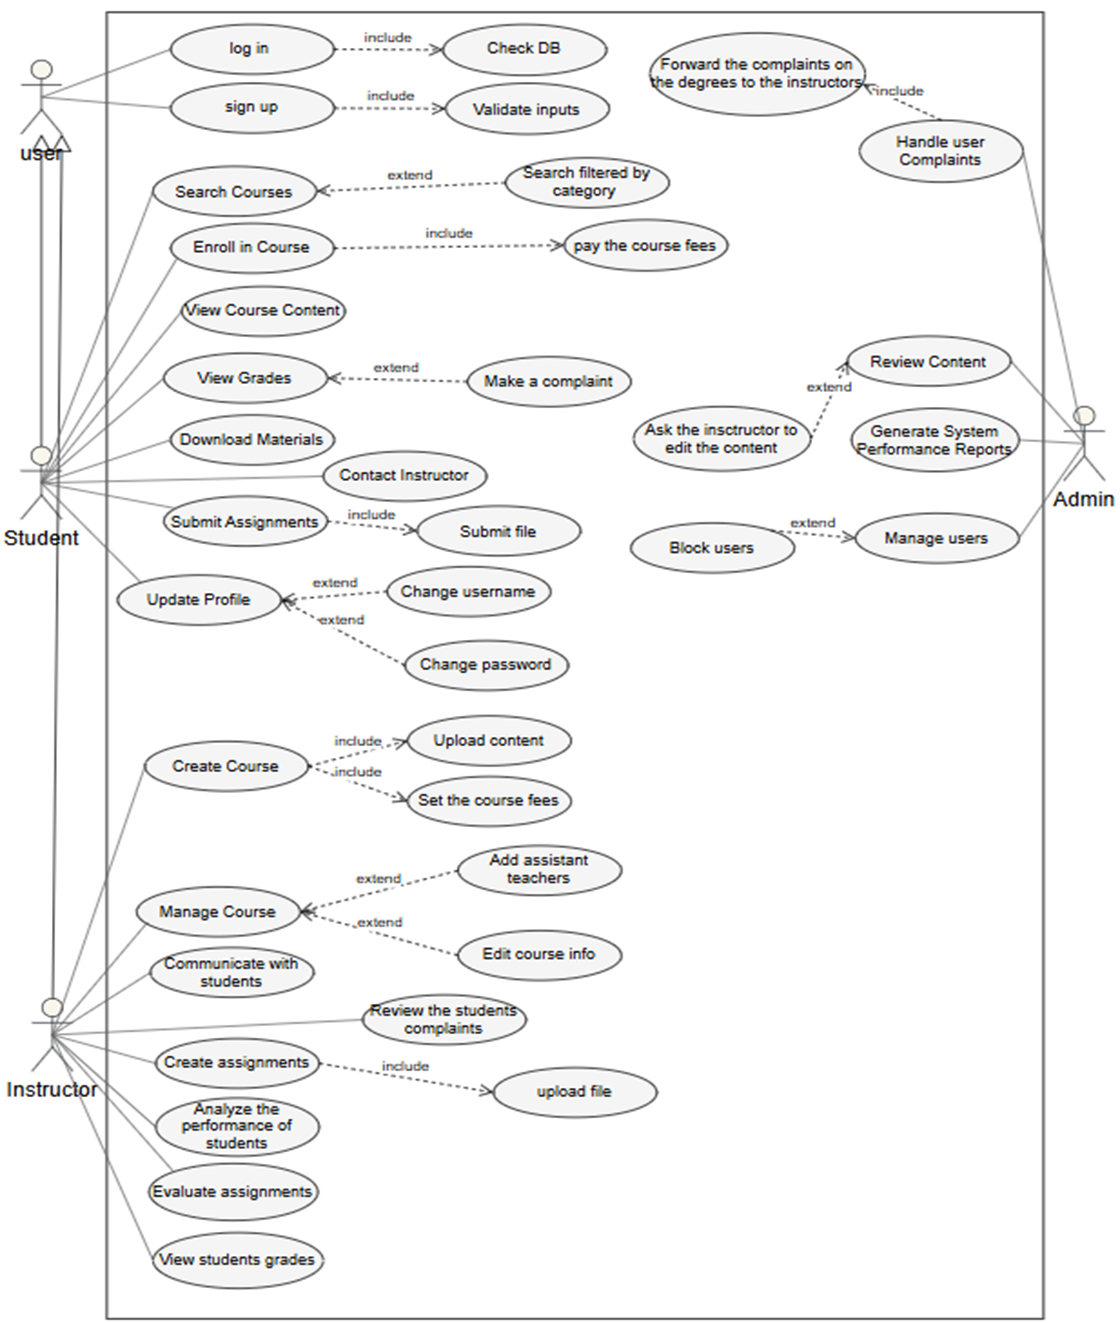 log in
include
Check DB
sign up
include
Validate inputs
user
Forward the complaints on
the degrees to the instructors
include
Handle user
Complaints
Search Courses
extend
Search filtered by
category
Enroll in Course
include
pay the course fees
View Course Content
View Grades
extend
Make a complaint
Review Content
extend
Ask the insctructor to
edit the content
Generate System
Performance Reports
Admin
Download Materials
Contact Instructor
Submit Assignments
include
Submit file
Student
Block users
extend
Manage users
Update Profile
extend
Change username
extend
Change password
Create Course
include
Upload content
include
Set the course fees
Manage Course
extend
Add assistant
teachers
extend
Edit course info
Communicate with
students
Review the students
complaints
Create assignments
include
upload file
Instructor
Analyze the
performance of
students
Evaluate assignments
View students grades